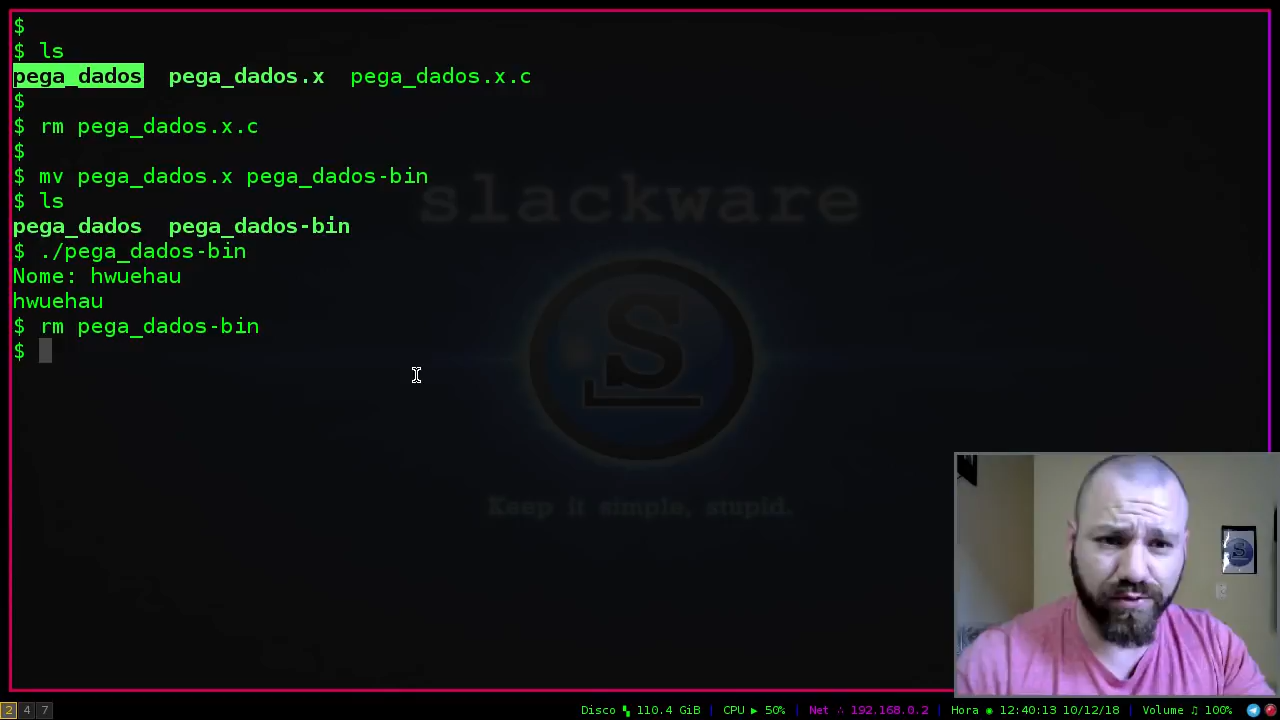 $
$ ls
pega_dados  pega_dados.x  pega_dados.x.c
$
$ rm pega_dados.x.c
$
$ mv pega_dados.x pega_dados-bin
$ ls
pega_dados  pega_dados-bin
$ ./pega_dados-bin
Nome: hwuehau
hwuehau
$ rm pega_dados-bin
$
slackware
S
Keep it simple, stupid.
S
2 4 7
Disco 110.4 GiB | CPU ▶ 50% | Net ∴ 192.168.0.2 | Hora ◉ 12:40:13 10/12/18 | Volume ♫ 100%